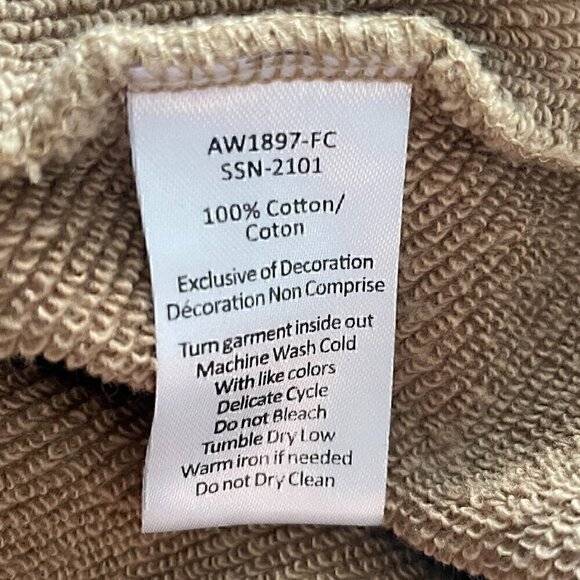 AW1897-FC
SSN-2101
100% Cotton/
Coton
Exclusive of Decoration
Décoration Non Comprise
Turn garment inside out
Machine Wash Cold
With like colors
Delicate Cycle
Do not Bleach
Tumble Dry Low
Warm iron if needed
Do not Dry Clean